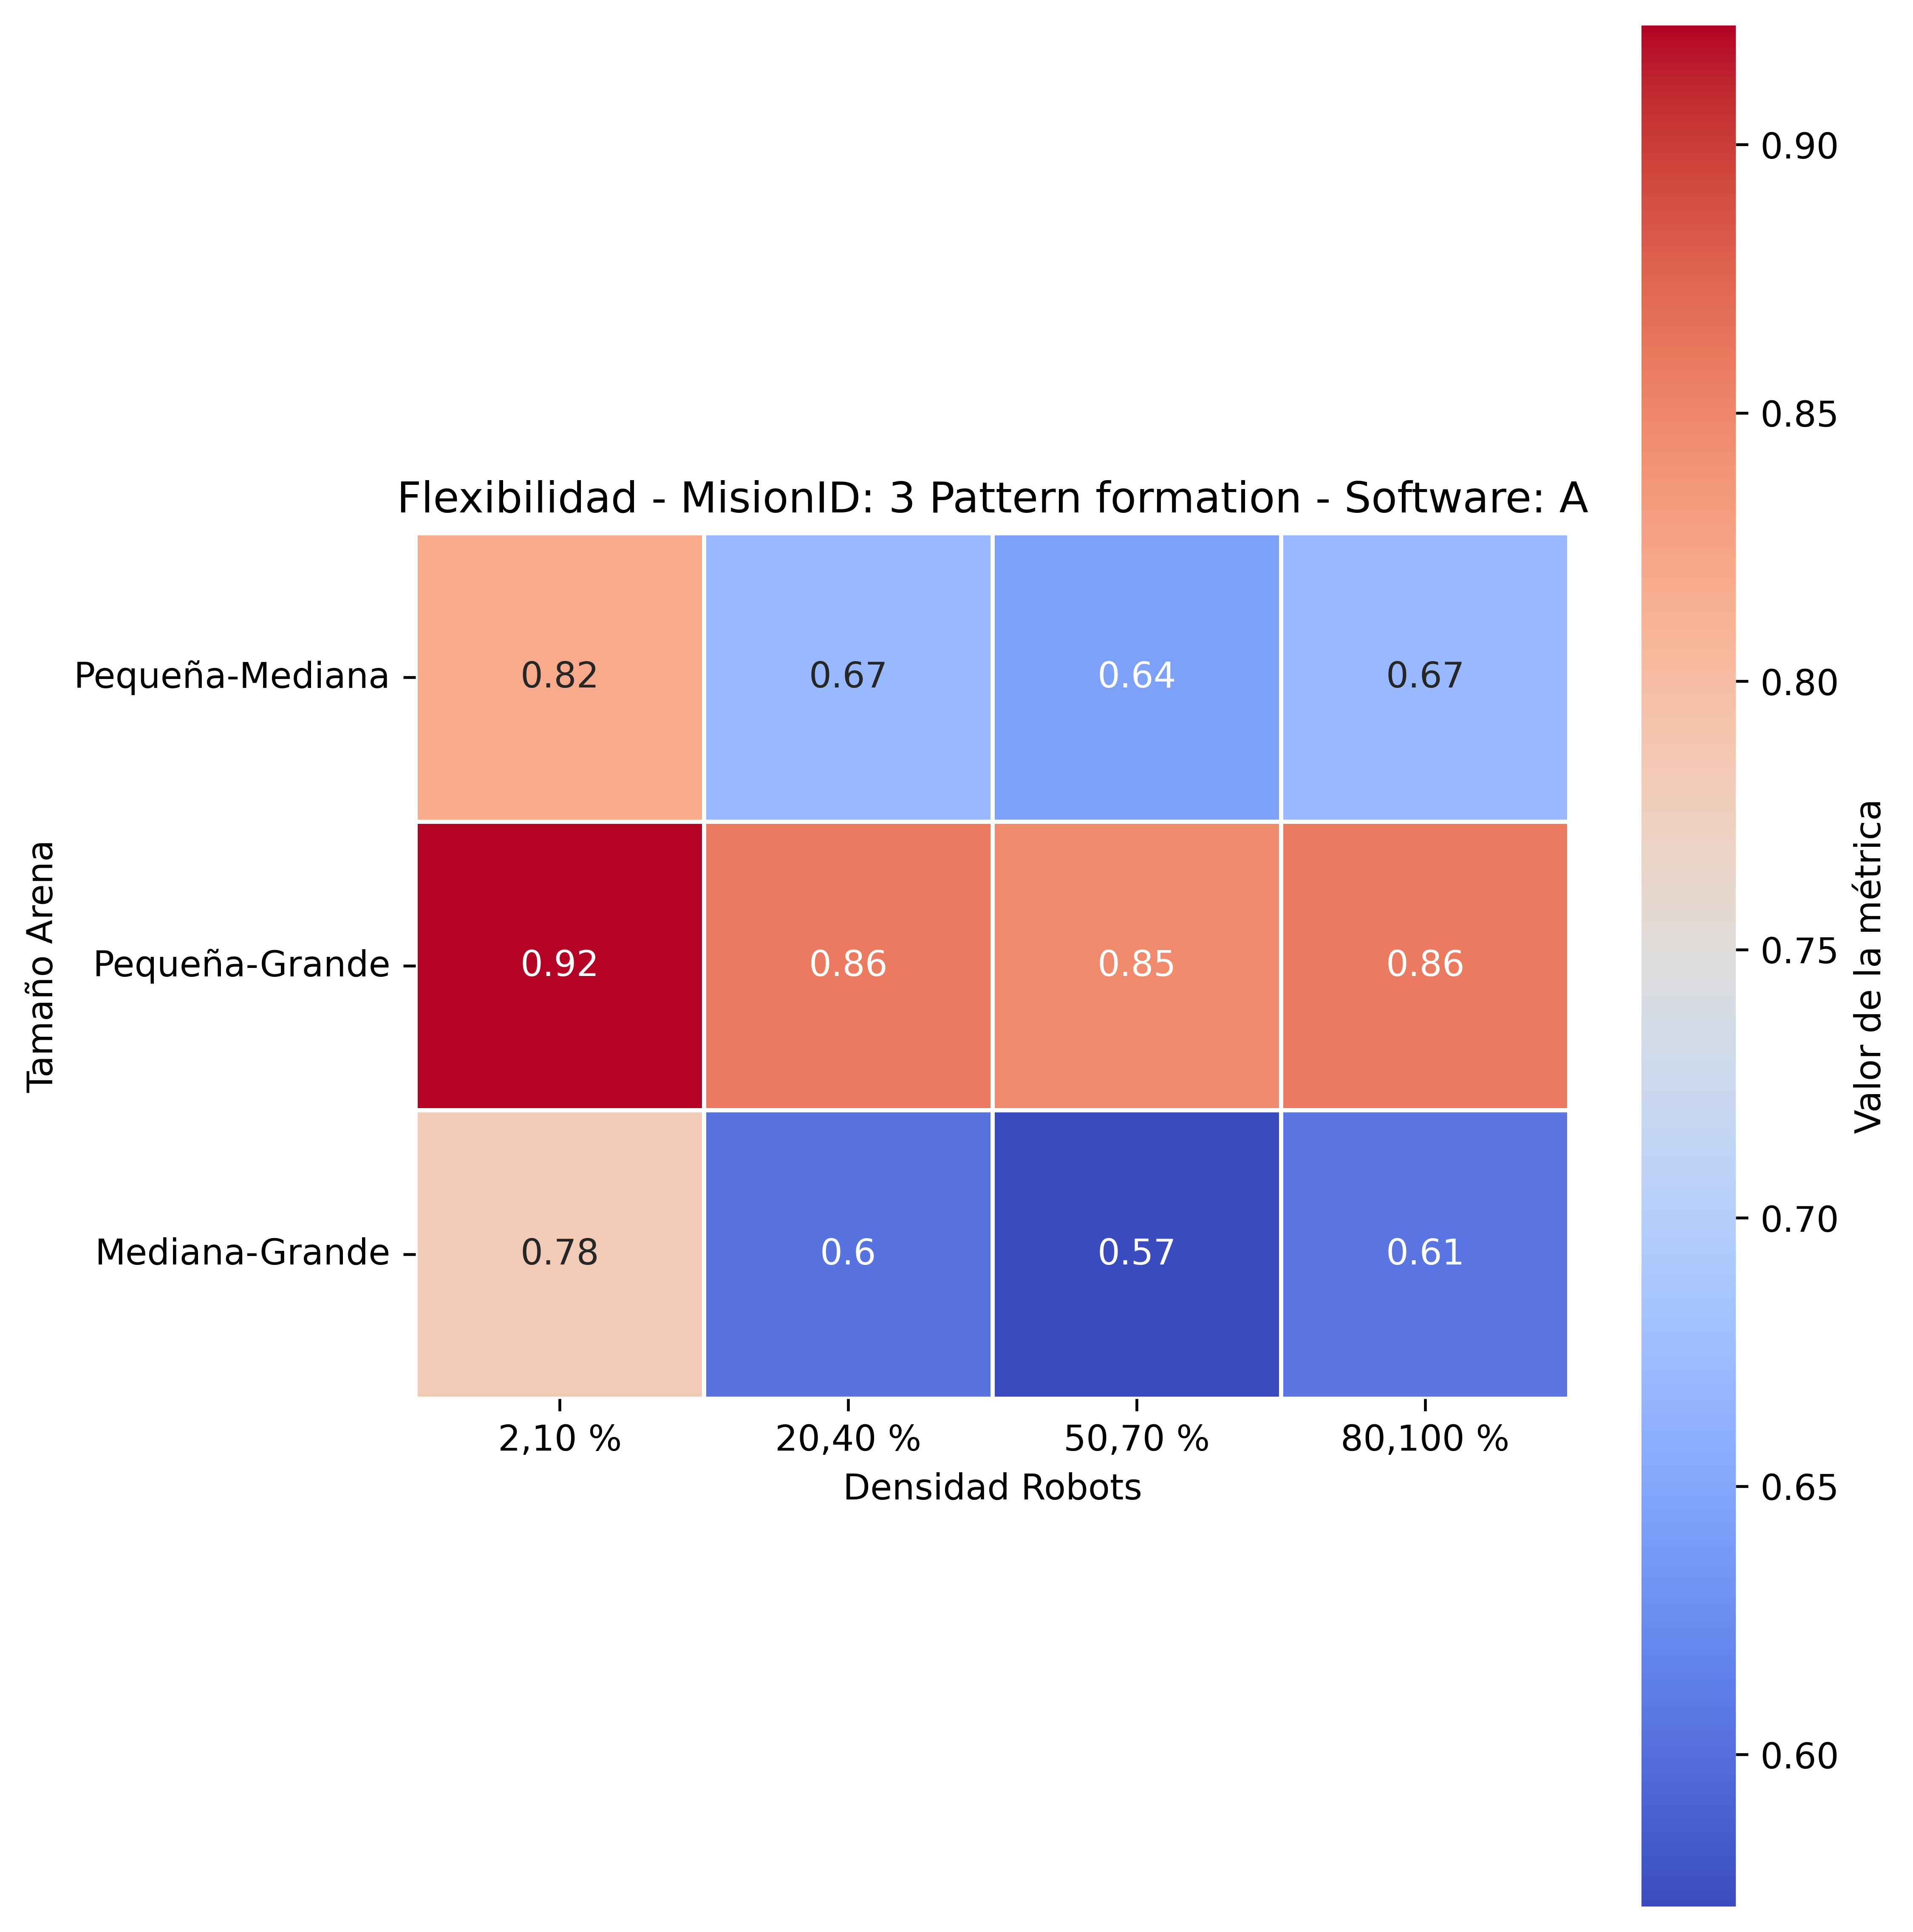 Flexibilidad - MisionID: 3 Pattern formation - Software: A
Tamaño Arena
Pequeña-Mediana
0.82 0.67 0.64 0.67
Pequeña-Grande
0.92 0.86 0.85 0.86
Mediana-Grande
0.78 0.6 0.57 0.61
2,10 % 20,40 % 50,70 % 80,100 %
Densidad Robots
0.90
0.85
0.80
0.75
0.70
0.65
0.60
Valor de la métrica